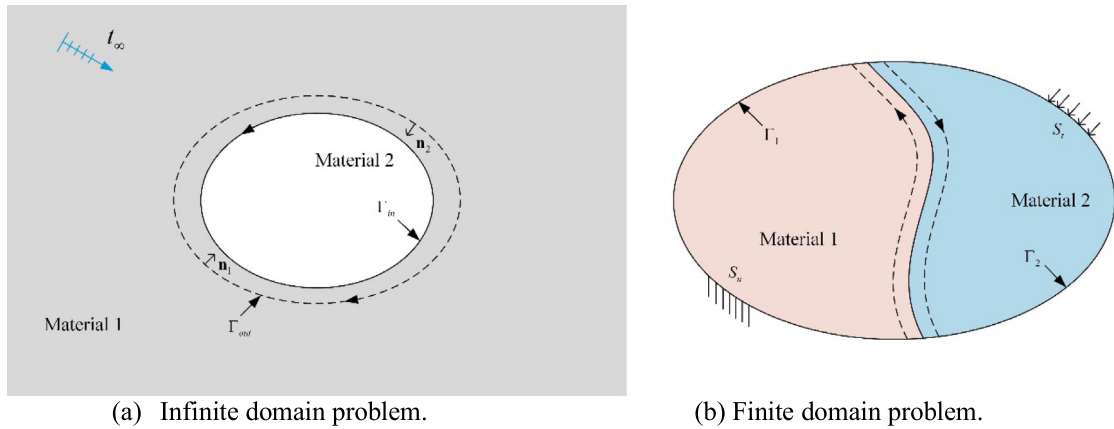 t∞
Material 2
n₂
Γin
n₁
Γout
Material 1
(a) Infinite domain problem.
Γ₁
St
Material 2
Material 1
Γ₂
Su
(b) Finite domain problem.